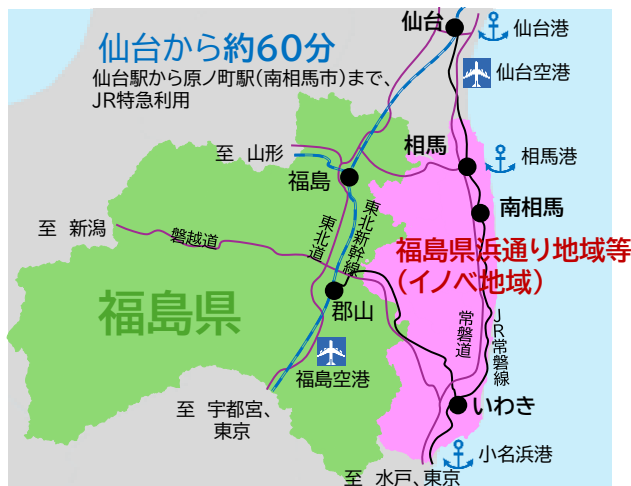 仙台から約60分
仙台駅から原ノ町駅(南相馬市)まで、
JR特急利用
仙台
仙台港
仙台空港
至 山形
相馬
相馬港
福島
南相馬
至 新潟
磐越道
東北道
東北新幹線
福島県浜通り地域等
(イノベ地域)
福島県
郡山
常磐道
JR常磐線
福島空港
至 宇都宮、
東京
いわき
小名浜港
至 水戸、東京